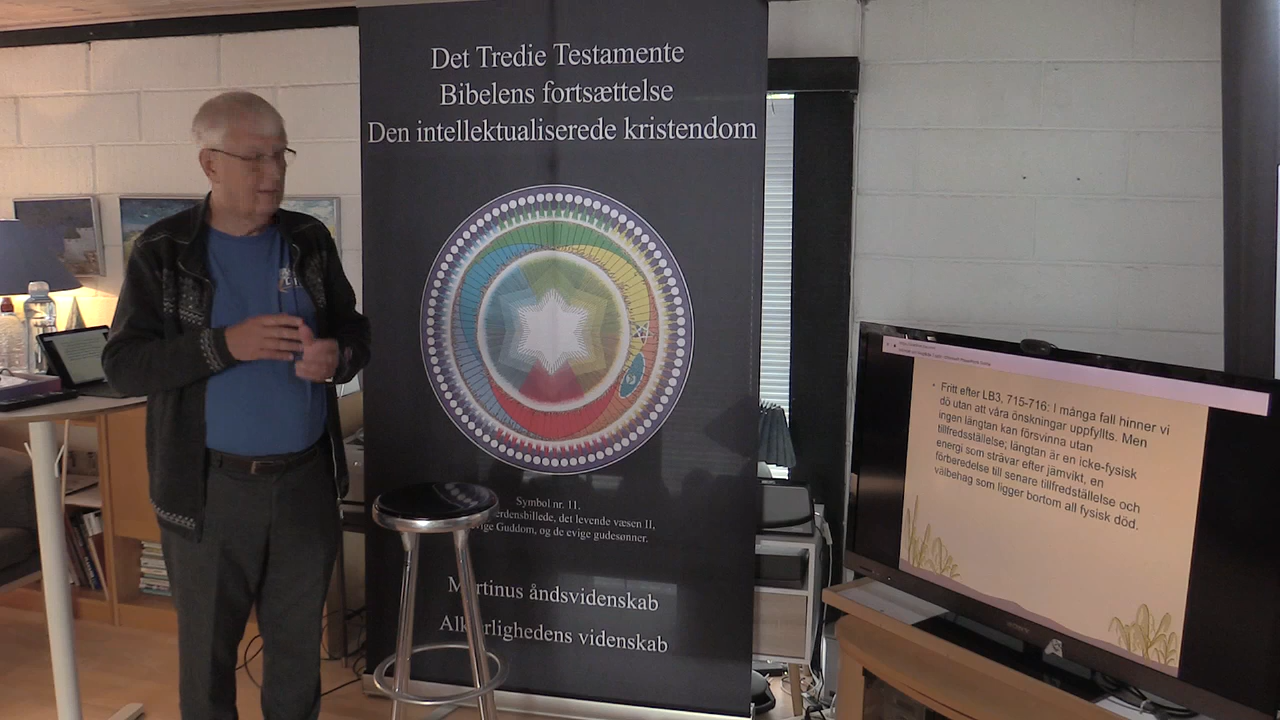 Det Tredie Testamente
Bibelens fortsættelse
Den intellektualiserede kristendom
Symbol nr. 11.
erdensbillede, det levende væsen II,
vige Guddom, og de evige gudesønner.
Martinus åndsvidenskab
Alkærlighedens videnskab
• Fritt efter LB3, 715-716: I många fall hinner vi
dö utan att våra önskningar uppfyllts. Men
ingen längtan kan försvinna utan
tillfredsställelse; längtan är en icke-fysisk
energi som strävar efter jämvikt, en
förberedelse till senare tillfredställelse och
välbehag som ligger bortom all fysisk död.